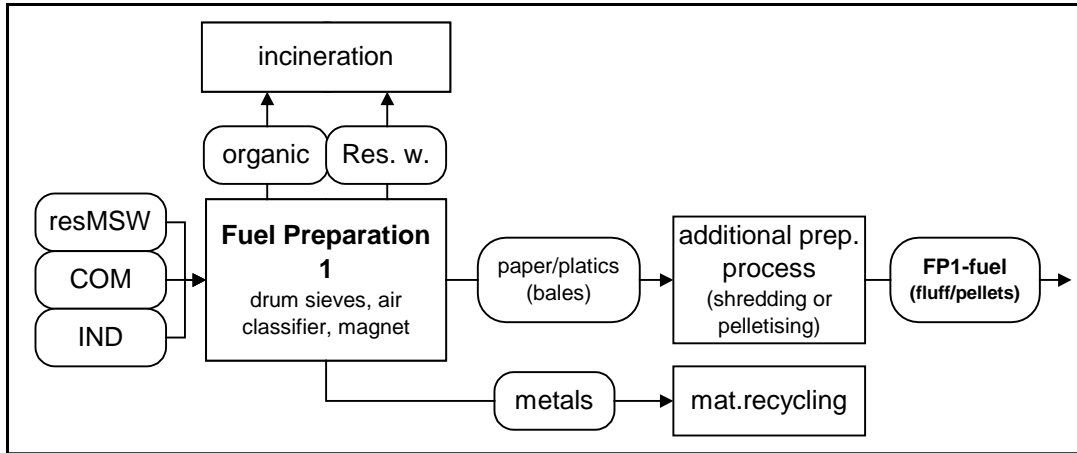 incineration
organic
Res. w.
resMSW
COM
IND
Fuel Preparation
1
drum sieves, air
classifier, magnet
paper/platics
(bales)
additional prep.
process
(shredding or
pelletising)
FP1-fuel
(fluff/pellets)
metals
mat.recycling